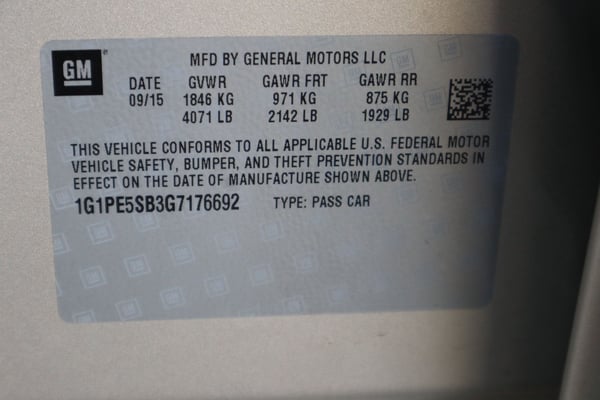 GM
MFD BY GENERAL MOTORS LLC
DATE GVWR GAWR FRT GAWR RR
09/15 1846 KG 971 KG 875 KG
4071 LB 2142 LB 1929 LB
THIS VEHICLE CONFORMS TO ALL APPLICABLE U.S. FEDERAL MOTOR
VEHICLE SAFETY, BUMPER, AND THEFT PREVENTION STANDARDS IN
EFFECT ON THE DATE OF MANUFACTURE SHOWN ABOVE.
1G1PE5SB3G7176692 TYPE: PASS CAR